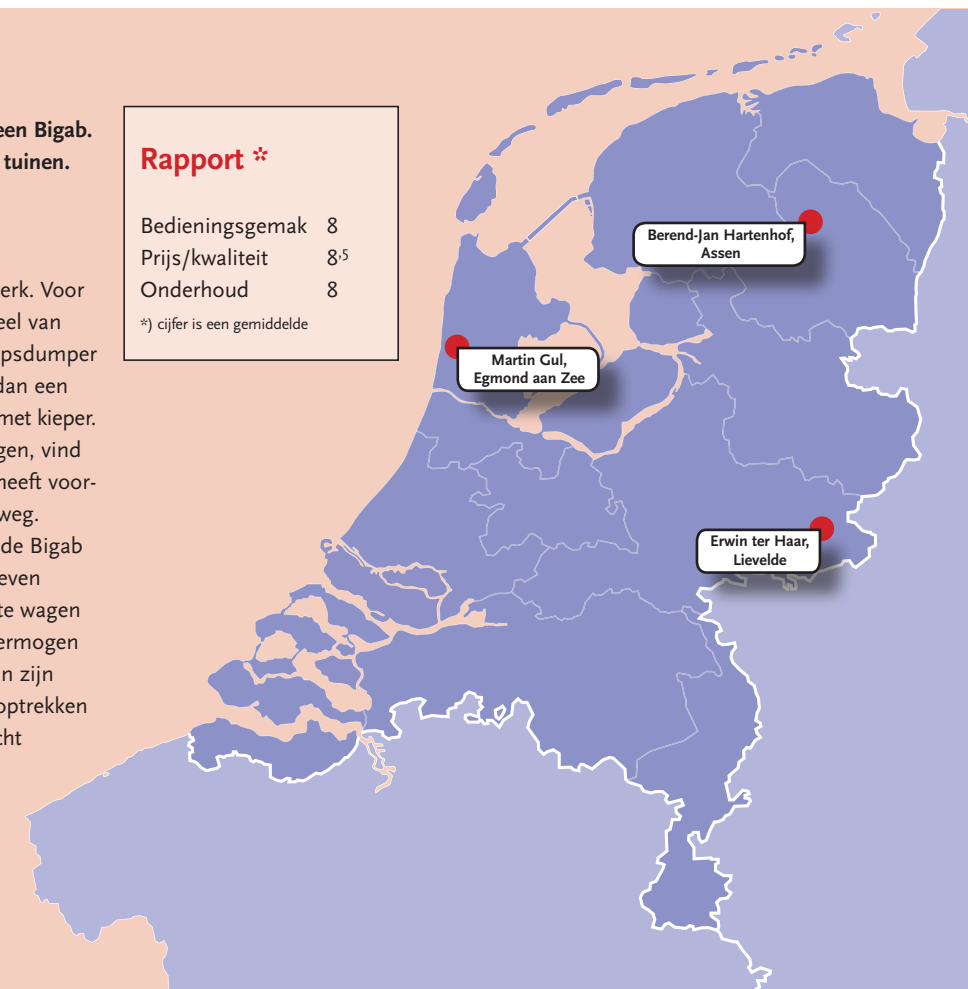 een Bigab.
tuinen.
erk. Voor
eel van
psdumper
dan een
met kieper.
gen, vind
heeft voor-
weg.
de Bigab
even
te wagen
ermogen
n zijn
optrekken
cht
Rapport *
Bedieningsgemak 8
Prijs/kwaliteit 8,5
Onderhoud 8
*) cijfer is een gemiddelde
Berend-Jan Hartenhof,
Assen
Martin Gul,
Egmond aan Zee
Erwin ter Haar,
Lievelde